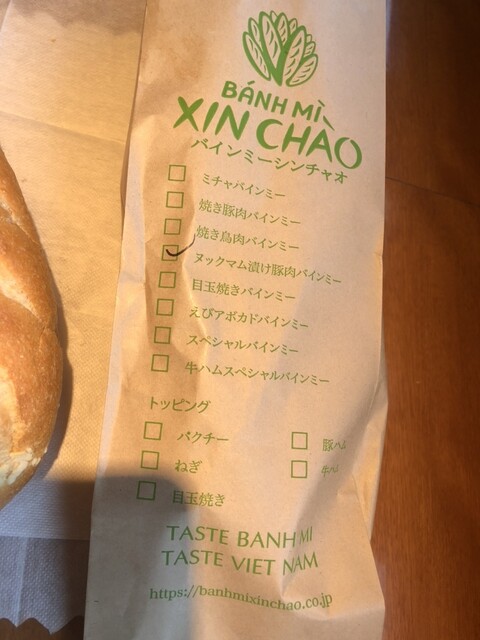 BÁNH MÌ
XIN CHÀO
バインミーシンチャオ
☐ ミチャバインミー
☐ 焼き豚肉バインミー
☐ 焼き鳥肉バインミー
☑ ヌックマム漬け豚肉バインミー
☐ 目玉焼きバインミー
☐ えびアボカドバインミー
☐ スペシャルバインミー
☐ 牛ハムスペシャルバインミー
トッピング
☐ パクチー ☐ 豚ハム
☐ ねぎ ☐ 牛ハム
☐ 目玉焼き
TASTE BANH MI
TASTE VIET NAM
https://banhmixinchao.co.jp